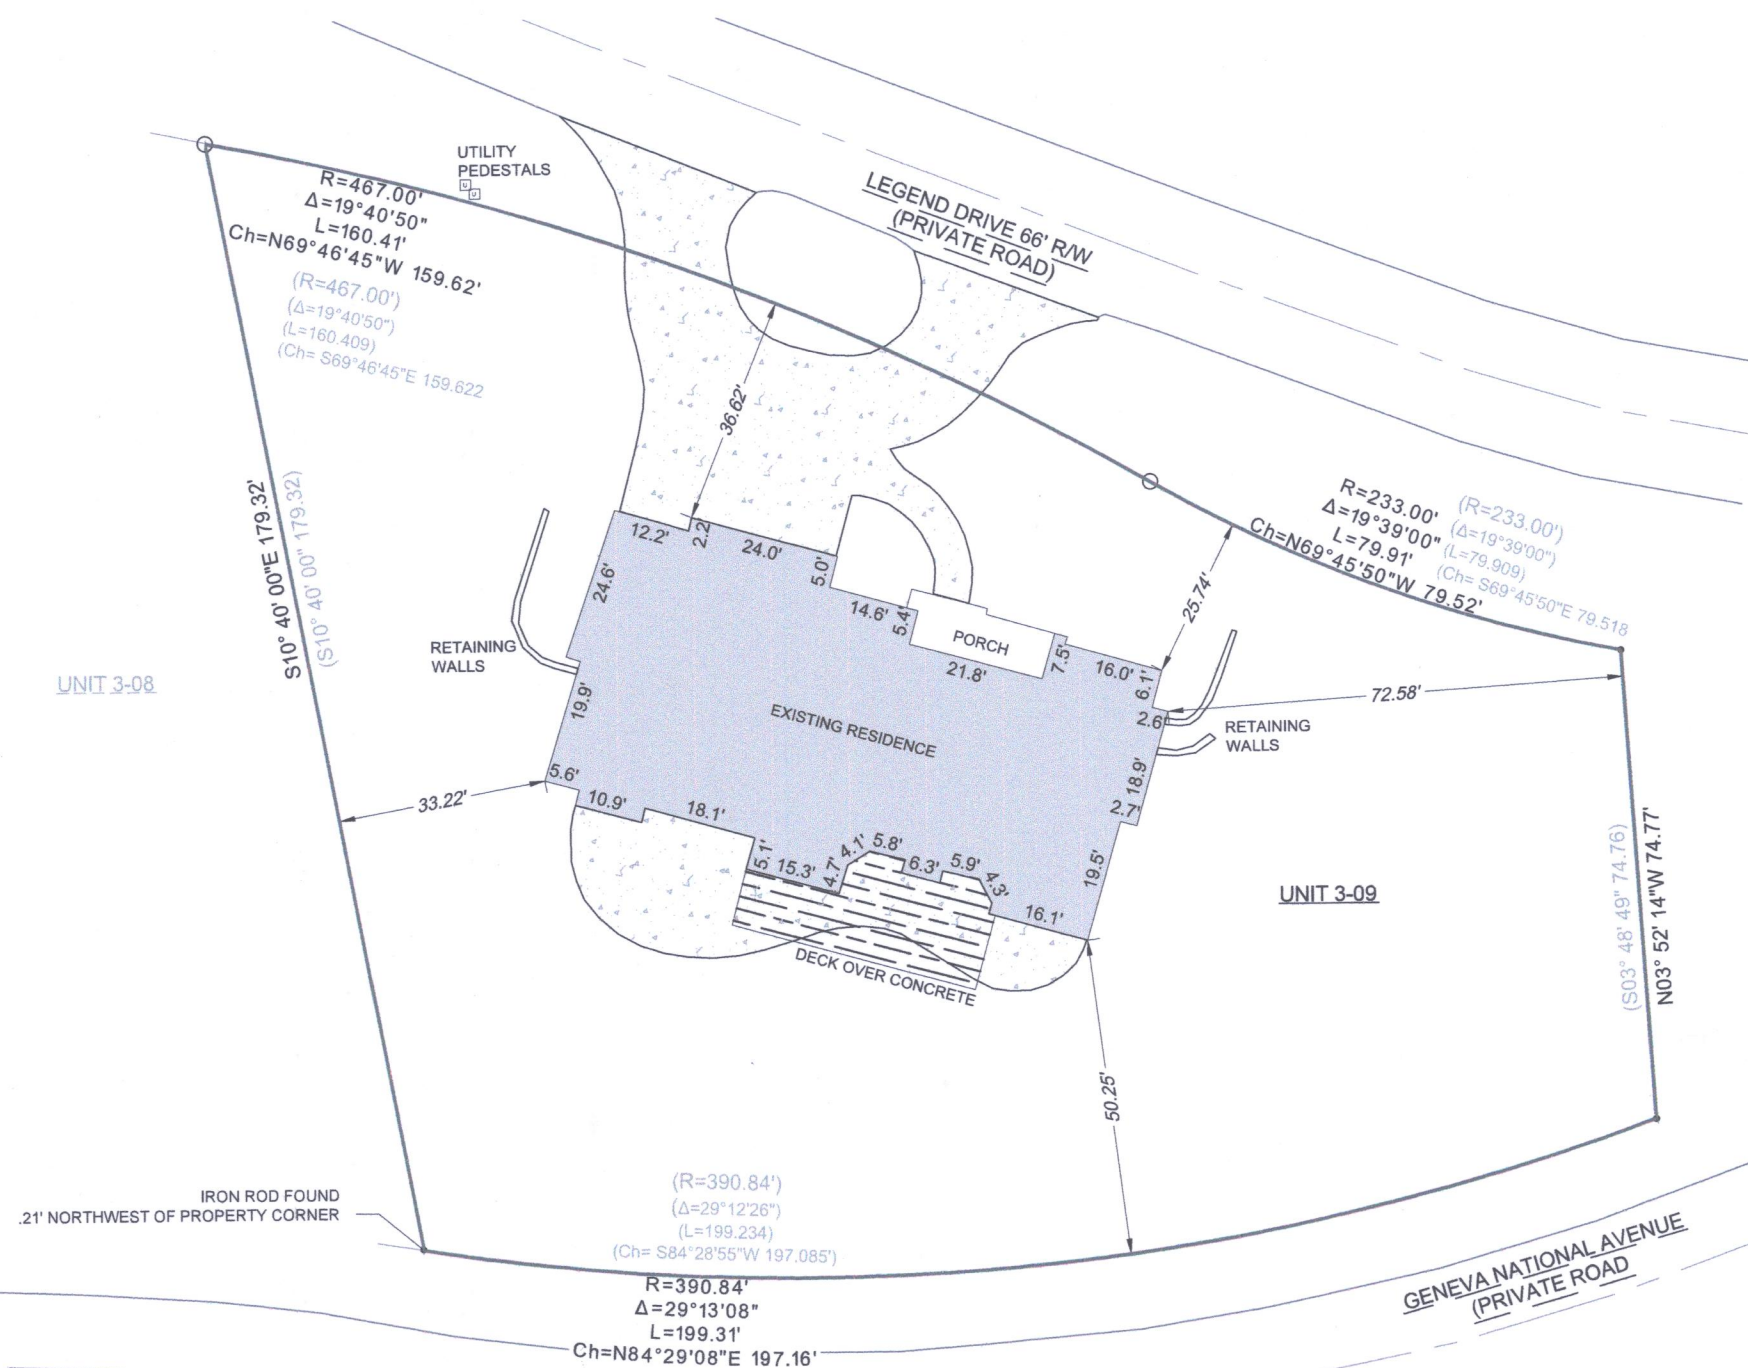 UTILITY
PEDESTALS
U
U
R=467.00'
Δ=19°40'50"
L=160.41'
Ch=N69°46'45"W 159.62'
(R=467.00')
(Δ=19°40'50")
(L=160.409)
(Ch= S69°46'45"E 159.622
LEGEND DRIVE 66' R/W
(PRIVATE ROAD)
36.62'
R=233.00'
Δ=19°39'00"
L=79.91'
Ch=N69°45'50"W 79.52'
(R=233.00')
(Δ=19°39'00")
(L=79.909)
(Ch= S69°45'50"E 79.518
S10° 40' 00"E 179.32'
(S10° 40' 00" 179.32)
12.2'
2.2'
24.0'
5.0'
24.6'
14.6'
5.4'
PORCH
21.8'
7.5'
16.0'
6.1'
25.74'
RETAINING
WALLS
UNIT 3-08
19.9'
EXISTING RESIDENCE
2.6'
72.58'
RETAINING
WALLS
18.9'
2.7'
5.6'
33.22'
10.9'
18.1'
5.1'
15.3'
4.7'
4.1'
5.8'
6.3'
5.9'
4.3'
19.5'
16.1'
UNIT 3-09
(S03° 48' 49" 74.76)
N03° 52' 14"W 74.77'
DECK OVER CONCRETE
50.25'
IRON ROD FOUND
.21' NORTHWEST OF PROPERTY CORNER
(R=390.84')
(Δ=29°12'26")
(L=199.234)
(Ch= S84°28'55"W 197.085')
R=390.84'
Δ=29°13'08"
L=199.31'
Ch=N84°29'08"E 197.16'
GENEVA NATIONAL AVENUE
(PRIVATE ROAD